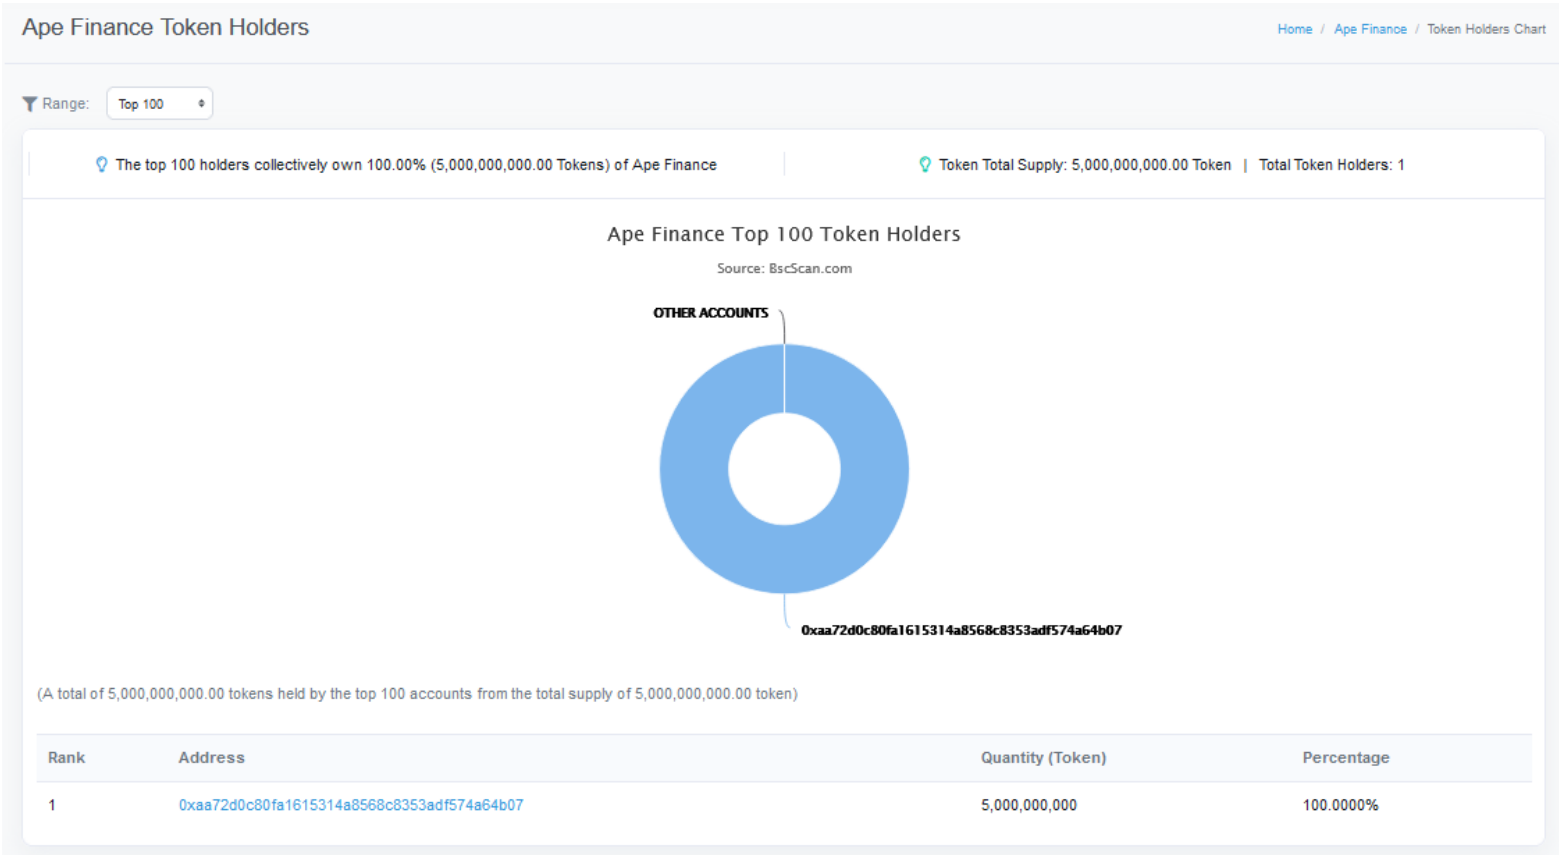 Ape Finance Token Holders
Home / Ape Finance / Token Holders Chart
Range: Top 100
The top 100 holders collectively own 100.00% (5,000,000,000.00 Tokens) of Ape Finance
Token Total Supply: 5,000,000,000.00 Token | Total Token Holders: 1
Ape Finance Top 100 Token Holders
Source: BscScan.com
OTHER ACCOUNTS
0xaa72d0c80fa1615314a8568c8353adf574a64b07
(A total of 5,000,000,000.00 tokens held by the top 100 accounts from the total supply of 5,000,000,000.00 token)
Rank Address Quantity (Token) Percentage
1 0xaa72d0c80fa1615314a8568c8353adf574a64b07 5,000,000,000 100.0000%